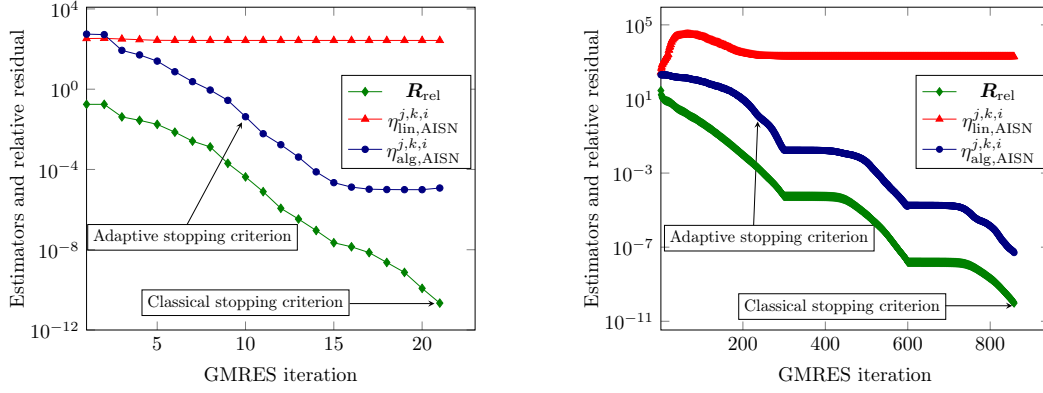 Estimators and relative residual
10^4
10^0
10^{-4}
10^{-8}
10^{-12}
5
10
15
20
GMRES iteration
R_rel
η^{j,k,i}_{lin,AISN}
η^{j,k,i}_{alg,AISN}
Adaptive stopping criterion
Classical stopping criterion
Estimators and relative residual
10^5
10^1
10^{-3}
10^{-7}
10^{-11}
200
400
600
800
GMRES iteration
R_rel
η^{j,k,i}_{lin,AISN}
η^{j,k,i}_{alg,AISN}
Adaptive stopping criterion
Classical stopping criterion